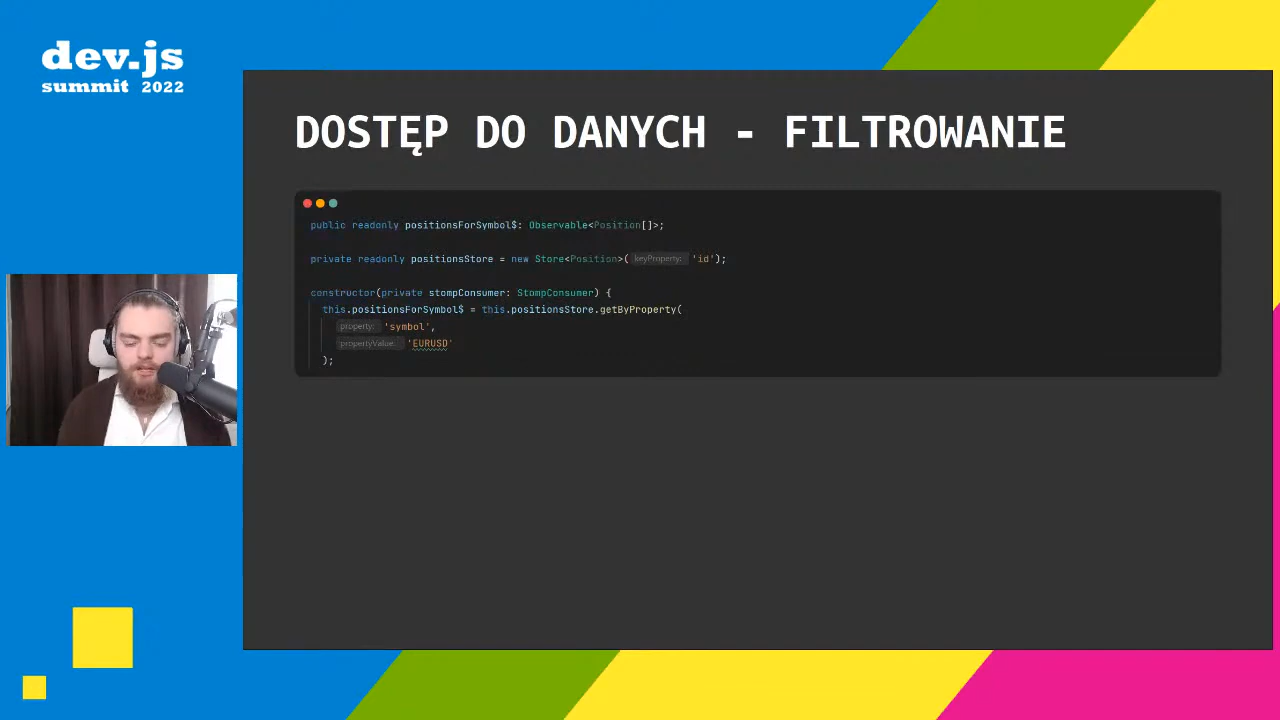 dev.js
summit 2022
DOSTĘP DO DANYCH - FILTROWANIE
public readonly positionsForSymbol$: Observable<Position[]>;
private readonly positionsStore = new Store<Position>( keyProperty: 'id');
constructor(private stompConsumer: StompConsumer) {
this.positionsForSymbol$ = this.positionsStore.getByProperty(
property: 'symbol',
propertyValue: 'EURUSD'
);